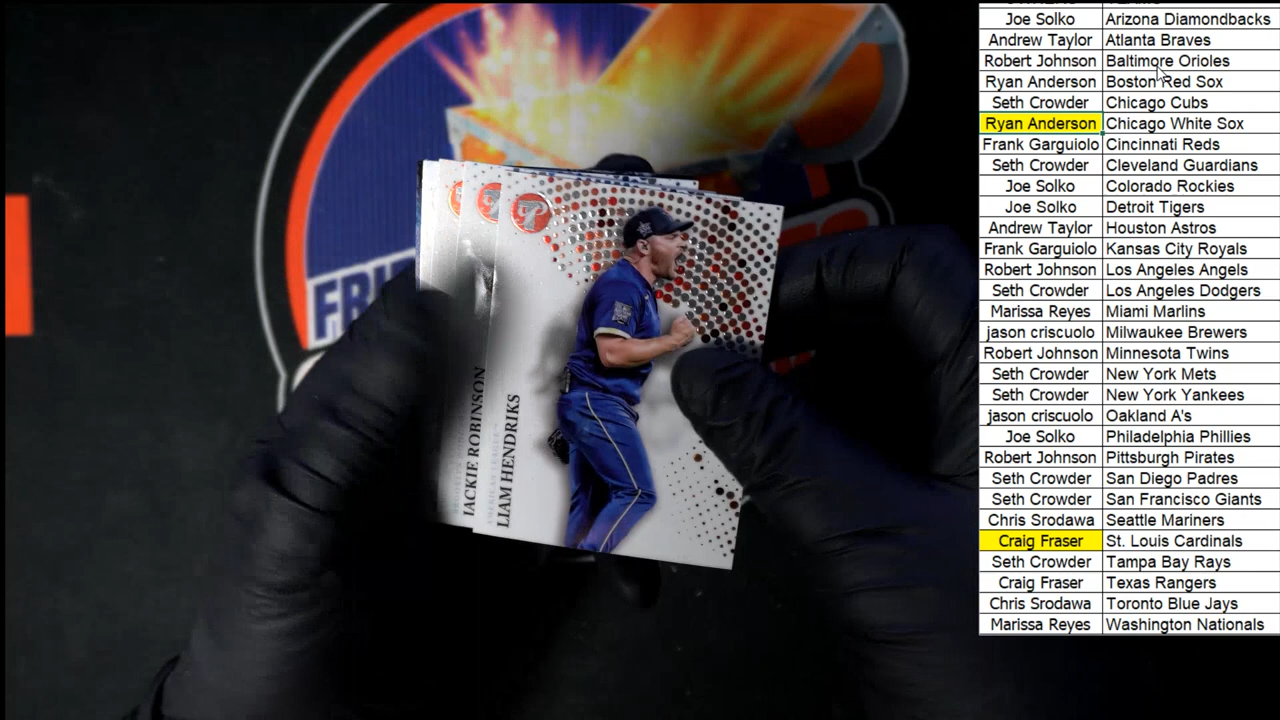 Joe Solko Arizona Diamondbacks
Andrew Taylor Atlanta Braves
Robert Johnson Baltimore Orioles
Ryan Anderson Boston Red Sox
Seth Crowder Chicago Cubs
Ryan Anderson Chicago White Sox
Frank Garguiolo Cincinnati Reds
Seth Crowder Cleveland Guardians
Joe Solko Colorado Rockies
Joe Solko Detroit Tigers
Andrew Taylor Houston Astros
Frank Garguiolo Kansas City Royals
Robert Johnson Los Angeles Angels
Seth Crowder Los Angeles Dodgers
Marissa Reyes Miami Marlins
jason criscuolo Milwaukee Brewers
Robert Johnson Minnesota Twins
Seth Crowder New York Mets
Seth Crowder New York Yankees
jason criscuolo Oakland A's
Joe Solko Philadelphia Phillies
Robert Johnson Pittsburgh Pirates
Seth Crowder San Diego Padres
Seth Crowder San Francisco Giants
Chris Srodawa Seattle Mariners
Craig Fraser St. Louis Cardinals
Seth Crowder Tampa Bay Rays
Craig Fraser Texas Rangers
Chris Srodawa Toronto Blue Jays
Marissa Reyes Washington Nationals
FRI
JACKIE ROBINSON
AMERICAN LEAGUE
LIAM HENDRIKS